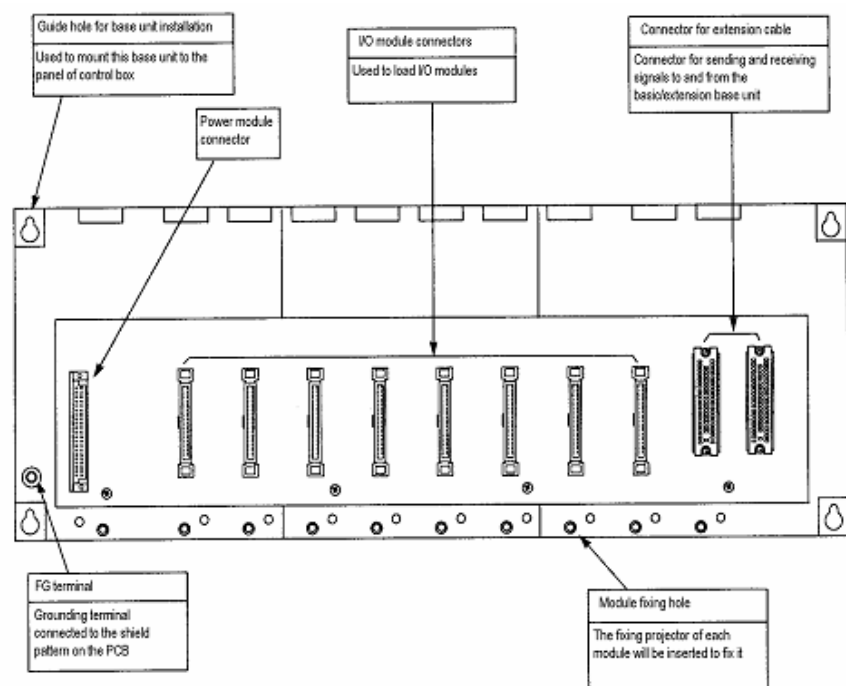 Guide hole for base unit installation
Used to mount this base unit to the
panel of control box
I/O module connectors
Used to load I/O modules
Connector for extension cable
Connector for sending and receiving
signals to and from the
basic/extension base unit
Power module
connector
FG terminal
Grounding terminal
connected to the shield
pattern on the PCB
Module fixing hole
The fixing projector of each
module will be inserted to fix it